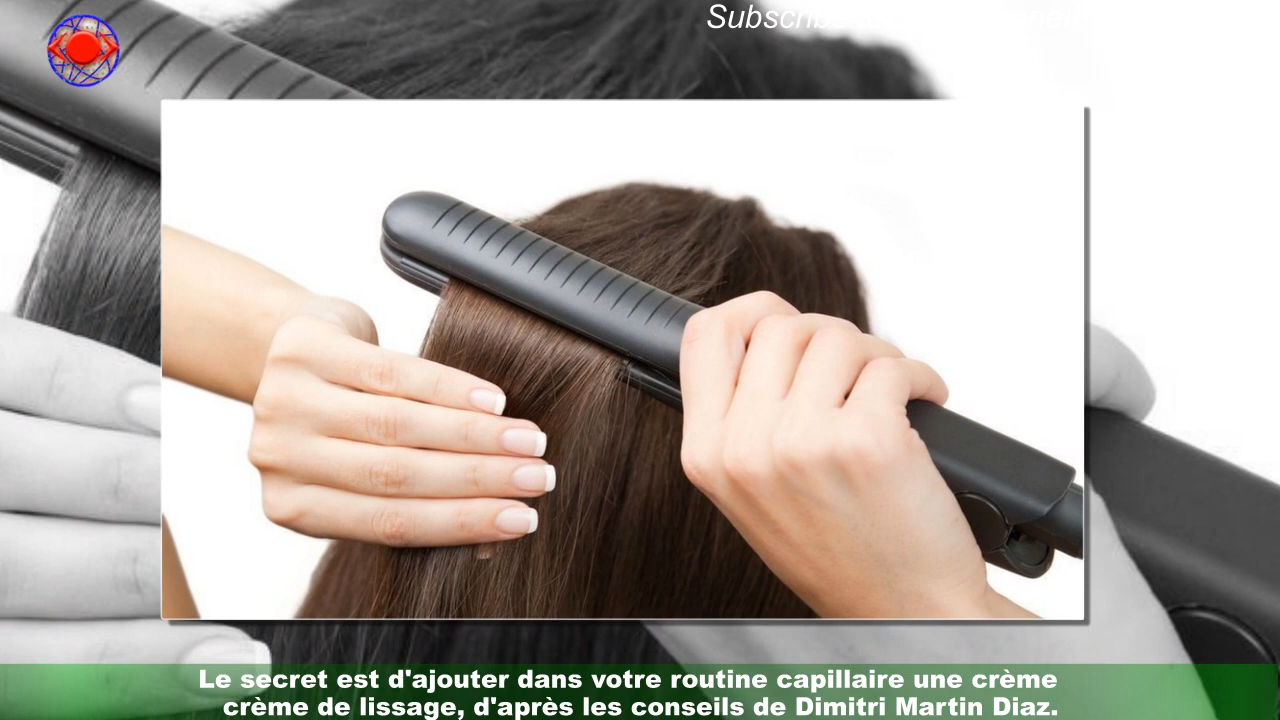 Subscribe
Le secret est d'ajouter dans votre routine capillaire une crème
crème de lissage, d'après les conseils de Dimitri Martin Diaz.